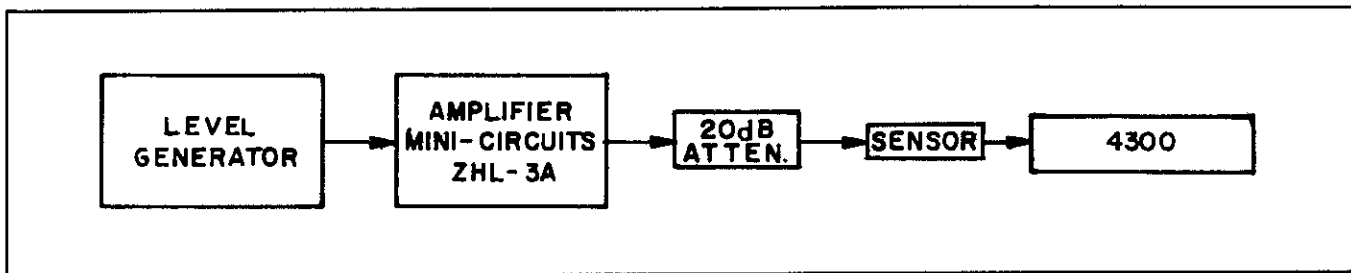 LEVEL
GENERATOR
AMPLIFIER
MINI-CIRCUITS
ZHL-3A
20dB
ATTEN.
SENSOR
4300